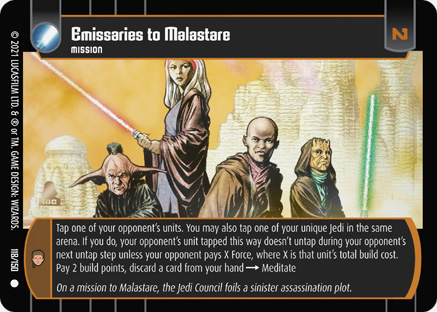 Emissaries to Malastare
MISSION
N
© 2021 LUCASFILM LTD. & ® or TM. GAME DESIGN: WIZARDS.
118/150
Tap one of your opponent's units. You may also tap one of your unique Jedi in the same
arena. If you do, your opponent's unit tapped this way doesn't untap during your opponent's
next untap step unless your opponent pays X Force, where X is that unit's total build cost.
Pay 2 build points, discard a card from your hand → Meditate
On a mission to Malastare, the Jedi Council foils a sinister assassination plot.